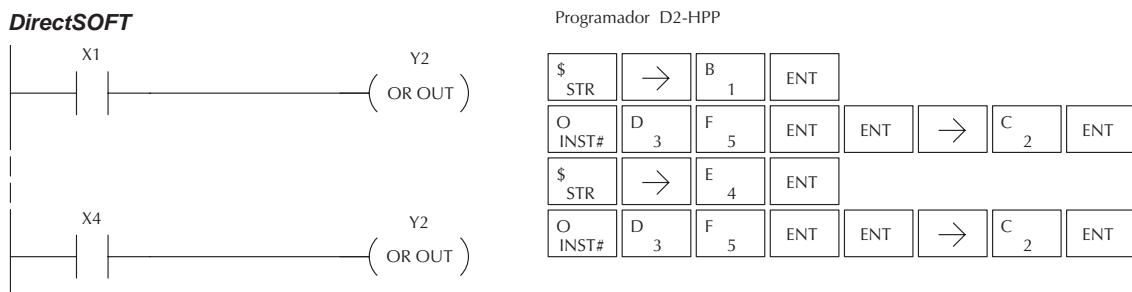 DirectSOFT
X1
Y2
OR OUT
X4
Y2
OR OUT
Programador D2-HPP
$ STR → B 1 ENT
O INST# D 3 F 5 ENT ENT → C 2 ENT
$ STR → E 4 ENT
O INST# D 3 F 5 ENT ENT → C 2 ENT